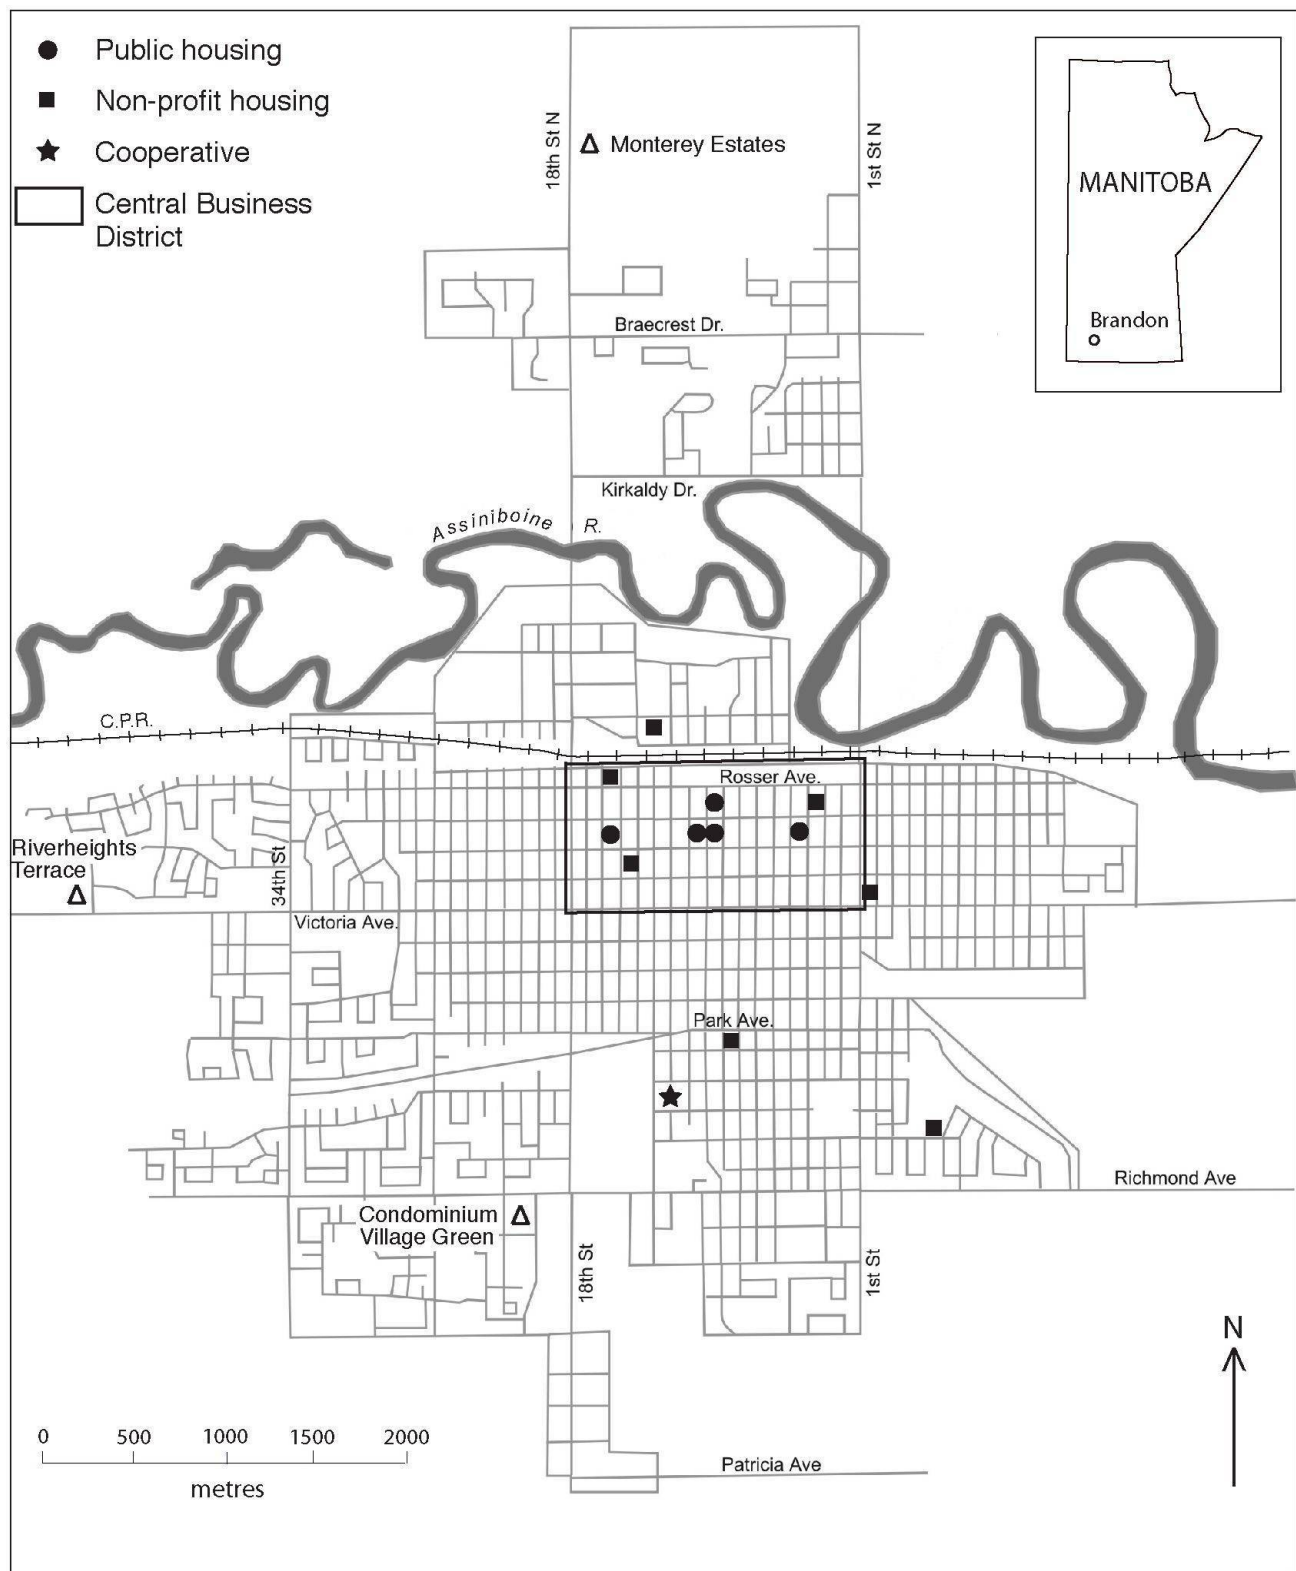 Public housing
Non-profit housing
Cooperative
Central Business
District
18th St N
Monterey Estates
1st St N
MANITOBA
Brandon
Braecrest Dr.
Kirkaldy Dr.
Assiniboine R.
C.P.R.
Rosser Ave.
Riverheights
Terrace
34th St
Victoria Ave.
Park Ave.
Richmond Ave
Condominium
Village Green
18th St
1st St
N
0 500 1000 1500 2000
metres
Patricia Ave